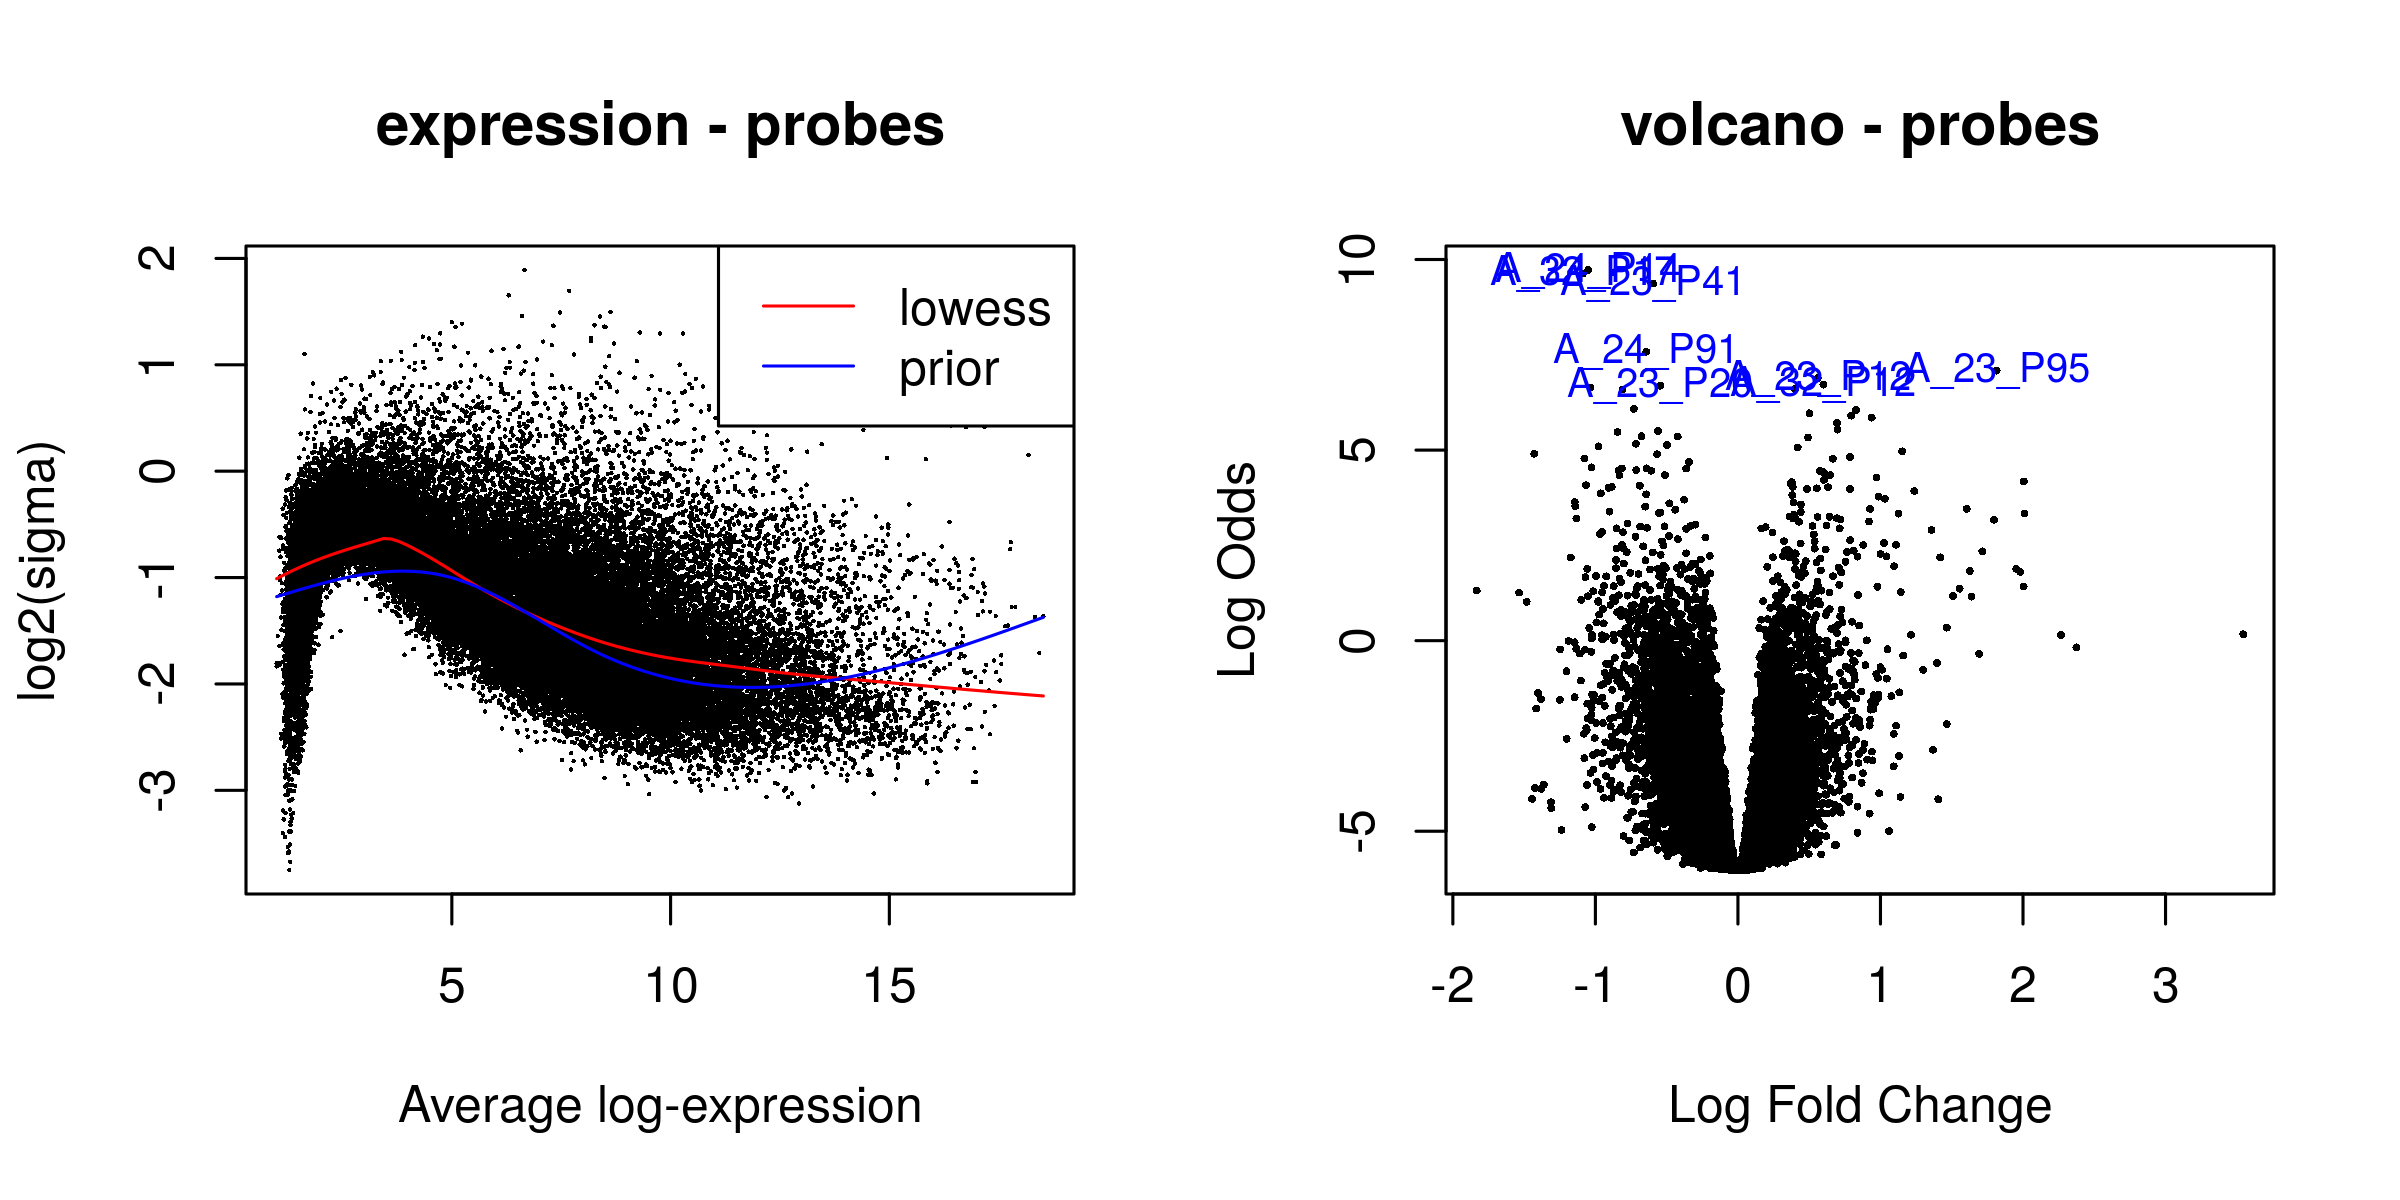 expression - probes
log2(sigma)
2
1
0
-1
-2
-3
lowess
prior
5 10 15
Average log-expression
volcano - probes
Log Odds
10
5
0
-5
A_23_P41
A_24_P91
A_23_P95
-2 -1 0 1 2 3
Log Fold Change